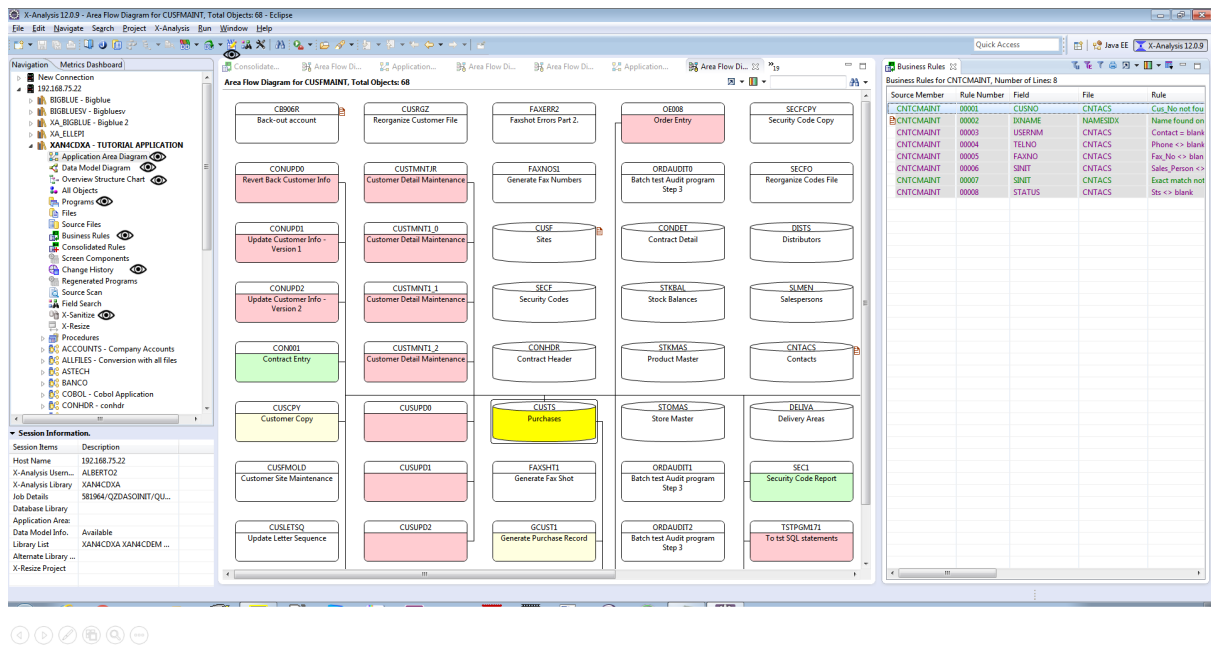 X-Analysis 12.0.9 - Area Flow Diagram for CUSFMAINT, Total Objects: 68 - Eclipse
File Edit Navigate Search Project X-Analysis Run Window Help
Quick Access Java EE X-Analysis 12.0.9
Navigation Metrics Dashboard
New Connection
192.168.75.22
BIGBLUE - Bigblue
BIGBLUESV - Bigbluesv
XA_BIGBLUE - Bigblue 2
XA_ELLEPI
XAN4CDXA - TUTORIAL APPLICATION
Application Area Diagram
Data Model Diagram
Overview Structure Chart
All Objects
Programs
Files
Source Files
Business Rules
Consolidated Rules
Screen Components
Change History
Regenerated Programs
Source Scan
Field Search
X-Sanitize
X-Resize
Procedures
ACCOUNTS - Company Accounts
ALLFILES - Conversion with all files
ASTECH
BANCO
COBOL - Cobol Application
CONHDR - conhdr
Session Information.
Session Items Description
Host Name 192.168.75.22
X-Analysis Usern... ALBERTO2
X-Analysis Library XAN4CDXA
Job Details 581964/QZDASOINIT/QU...
Database Library
Application Area:
Data Model Info. Available
Library List XAN4CDXA XAN4CDEM ...
Alternate Library ...
X-Resize Project
Consolidate... Area Flow Di... Application... Area Flow Di... Area Flow Di... Application... Area Flow Di... 19
Area Flow Diagram for CUSFMAINT, Total Objects: 68
CB906R
Back-out account
CUSRGZ
Reorganize Customer File
FAXERR2
Faxshot Errors Part 2.
OE008
Order Entry
SECFCPY
Security Code Copy
CONUPD0
Revert Back Customer Info
CUSTMNTJR
Customer Detail Maintenance
FAXNOS1
Generate Fax Numbers
ORDAUDIT0
Batch test Audit program
Step 3
SECFO
Reorganize Codes File
CONUPD1
Update Customer Info -
Version 1
CUSTMNT1_0
Customer Detail Maintenance
CUSF
Sites
CONDET
Contract Detail
DISTS
Distributors
CONUPD2
Update Customer Info -
Version 2
CUSTMNT1_1
Customer Detail Maintenance
SECF
Security Codes
STKBAL
Stock Balances
SLMEN
Salespersons
CON001
Contract Entry
CUSTMNT1_2
Customer Detail Maintenance
CONHDR
Contract Header
STKMAS
Product Master
CNTACS
Contacts
CUSCPY
Customer Copy
CUSUPD0
CUSTS
Purchases
STOMAS
Store Master
DELIVA
Delivery Areas
CUSFMOLD
Customer Site Maintenance
CUSUPD1
FAXSHT1
Generate Fax Shot
ORDAUDIT1
Batch test Audit program
Step 3
SEC1
Security Code Report
CUSLETSQ
Update Letter Sequence
CUSUPD2
GCUST1
Generate Purchase Record
ORDAUDIT2
Batch test Audit program
Step 3
TSTPGM171
To tst SQL statements
Business Rules
Business Rules for CNTCMAINT, Number of Lines: 8
Source Member Rule Number Field File Rule
CNTCMAINT 00001 CUSNO CNTACS Cus_No not fou
CNTCMAINT 00002 IXNAME NAMESIDX Name found on
CNTCMAINT 00003 USERNM CNTACS Contact = blank
CNTCMAINT 00004 TELNO CNTACS Phone <> blank
CNTCMAINT 00005 FAXNO CNTACS Fax_No <> blan
CNTCMAINT 00006 SINIT CNTACS Sales_Person <>
CNTCMAINT 00007 SINIT CNTACS Exact match not
CNTCMAINT 00008 STATUS CNTACS Sts <> blank